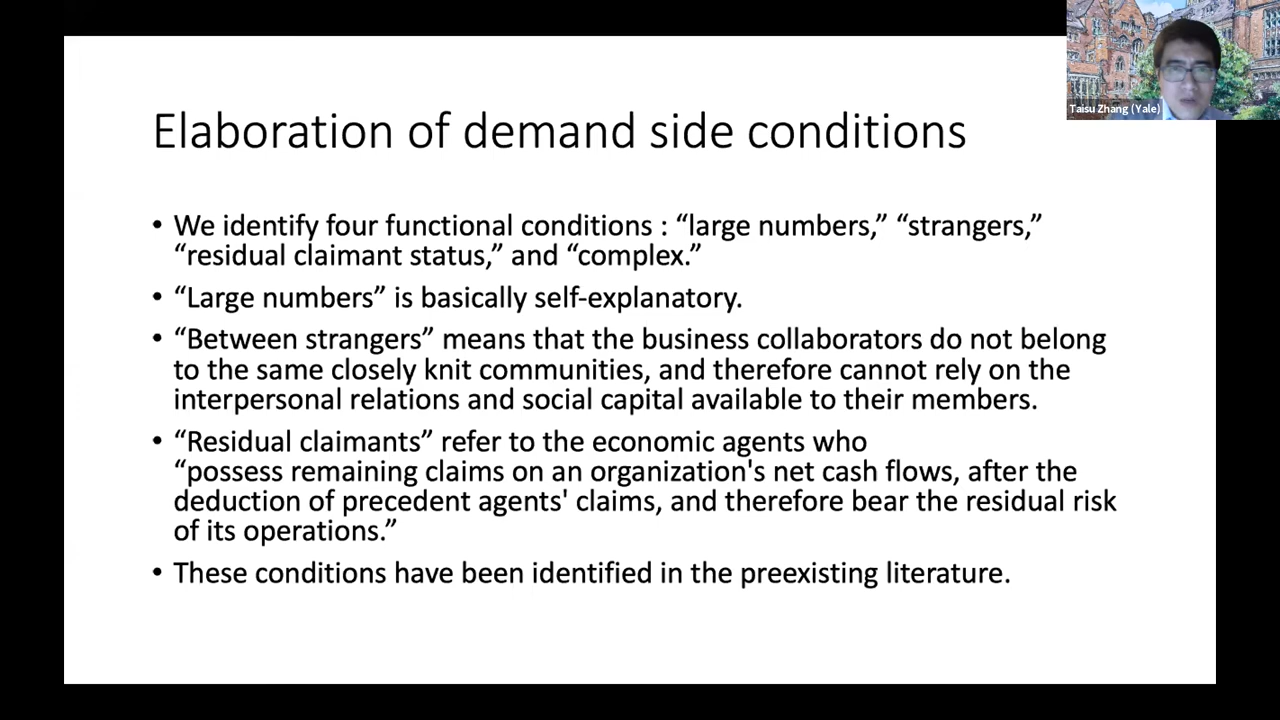 Taisu Zhang (Yale)
Elaboration of demand side conditions
• We identify four functional conditions : “large numbers,” “strangers,”
“residual claimant status,” and “complex.”
• “Large numbers” is basically self-explanatory.
• “Between strangers” means that the business collaborators do not belong
to the same closely knit communities, and therefore cannot rely on the
interpersonal relations and social capital available to their members.
• “Residual claimants” refer to the economic agents who
“possess remaining claims on an organization's net cash flows, after the
deduction of precedent agents' claims, and therefore bear the residual risk
of its operations.”
• These conditions have been identified in the preexisting literature.